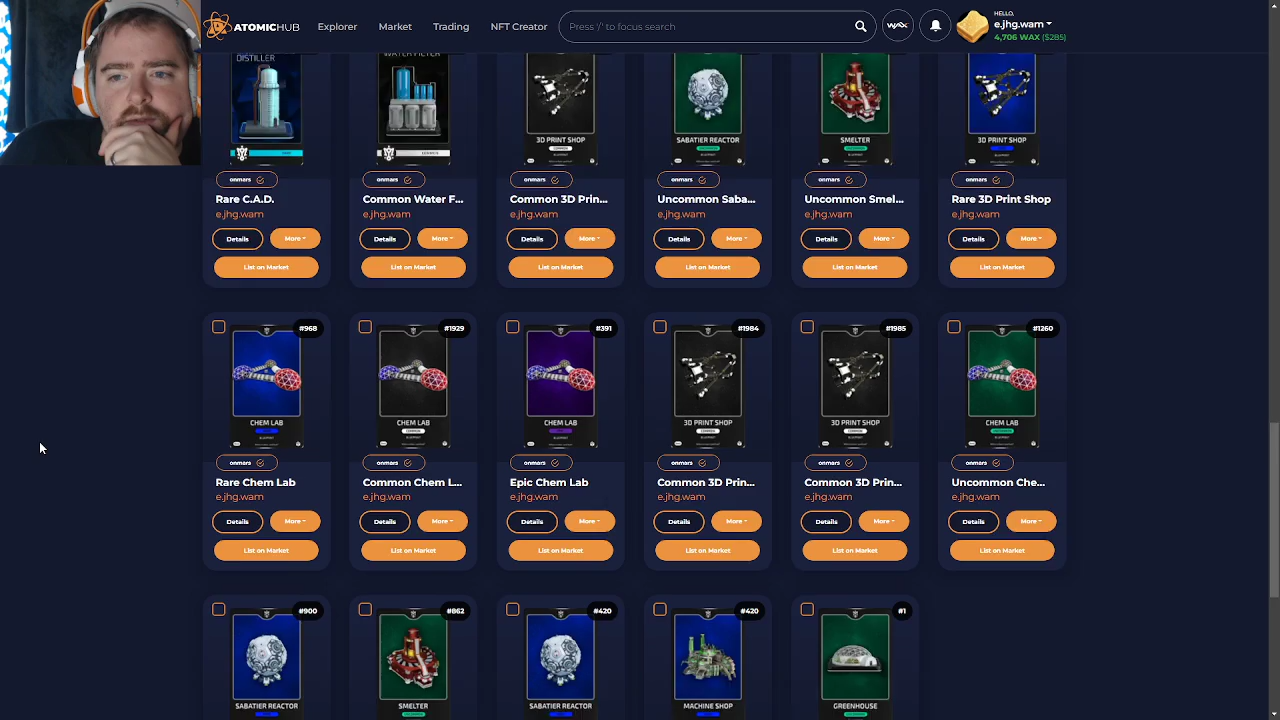 ATOMICHUB
Explorer
Market
Trading
NFT Creator
Press '/' to focus search
WAX
HELLO,
e.jhg.wam
4,706 WAX ($285)
DISTILLER
WATER FILTER
3D PRINT SHOP
SABATIER REACTOR
SMELTER
3D PRINT SHOP
onmars
onmars
onmars
onmars
onmars
onmars
Rare C.A.D.
Common Water F...
Common 3D Prin...
Uncommon Saba...
Uncommon Smel...
Rare 3D Print Shop
e.jhg.wam
e.jhg.wam
e.jhg.wam
e.jhg.wam
e.jhg.wam
e.jhg.wam
Details More
Details More
Details More
Details More
Details More
Details More
List on Market
List on Market
List on Market
List on Market
List on Market
List on Market
#968
#1929
#391
#1984
#1985
#1260
CHEM LAB
CHEM LAB
CHEM LAB
3D PRINT SHOP
3D PRINT SHOP
CHEM LAB
onmars
onmars
onmars
onmars
onmars
onmars
Rare Chem Lab
Common Chem L...
Epic Chem Lab
Common 3D Prin...
Common 3D Prin...
Uncommon Che...
e.jhg.wam
e.jhg.wam
e.jhg.wam
e.jhg.wam
e.jhg.wam
e.jhg.wam
Details More
Details More
Details More
Details More
Details More
Details More
List on Market
List on Market
List on Market
List on Market
List on Market
List on Market
#900
#862
#420
#420
#1
SABATIER REACTOR
SMELTER
SABATIER REACTOR
MACHINE SHOP
GREENHOUSE